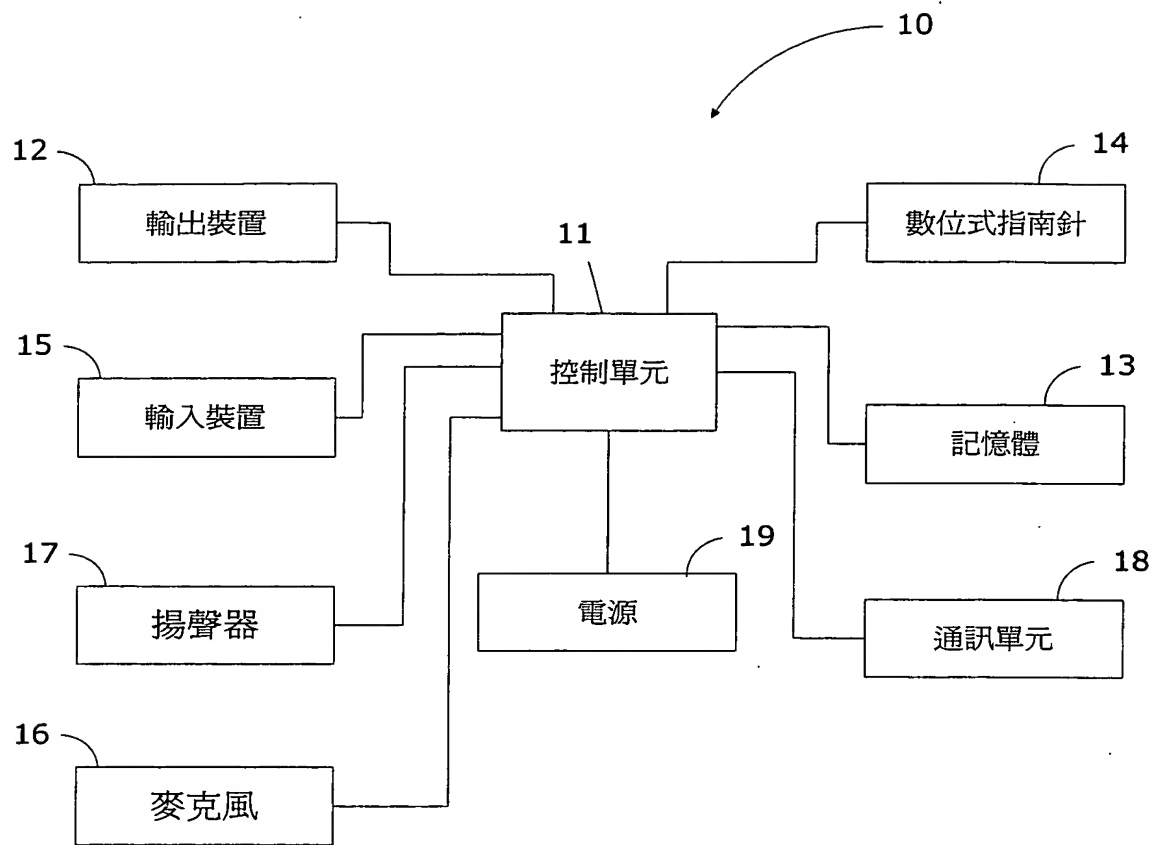 10
12
輸出裝置
14
數位式指南針
11
控制單元
15
輸入裝置
13
記憶體
17
揚聲器
19
電源
18
通訊單元
16
麥克風